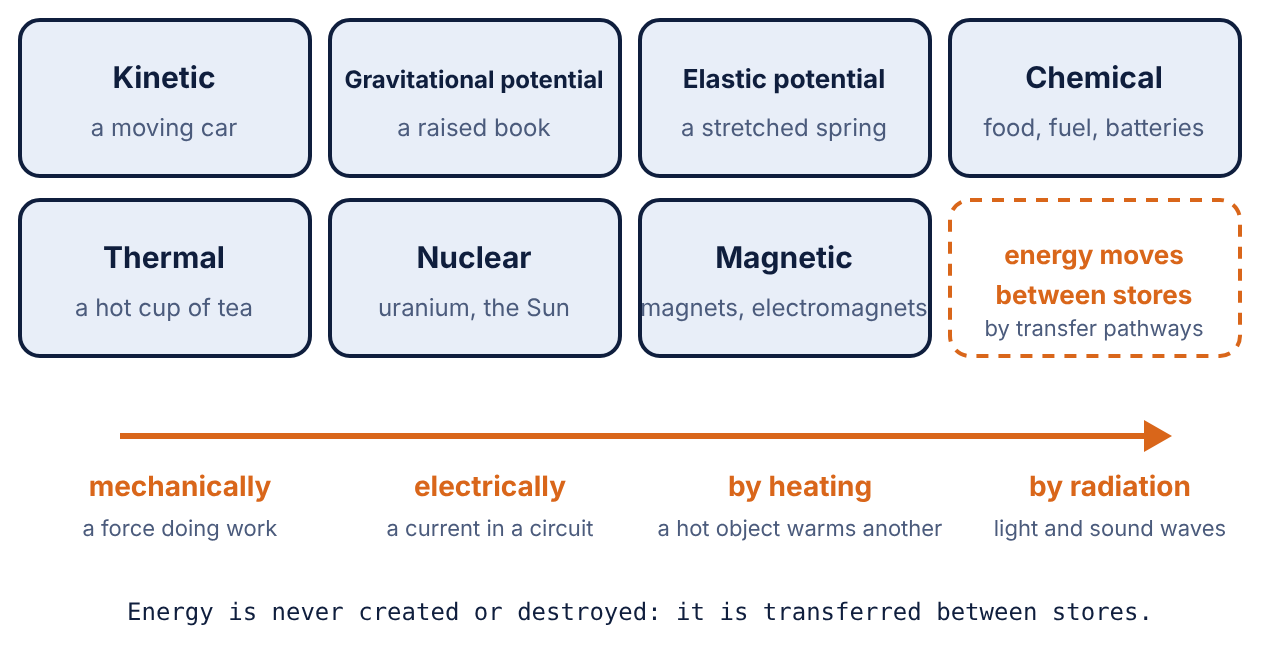 Kinetic
a moving car
Gravitational potential
a raised book
Elastic potential
a stretched spring
Chemical
food, fuel, batteries
Thermal
a hot cup of tea
Nuclear
uranium, the Sun
Magnetic
magnets, electromagnets
energy moves
between stores
by transfer pathways
mechanically
a force doing work
electrically
a current in a circuit
by heating
a hot object warms another
by radiation
light and sound waves
Energy is never created or destroyed: it is transferred between stores.